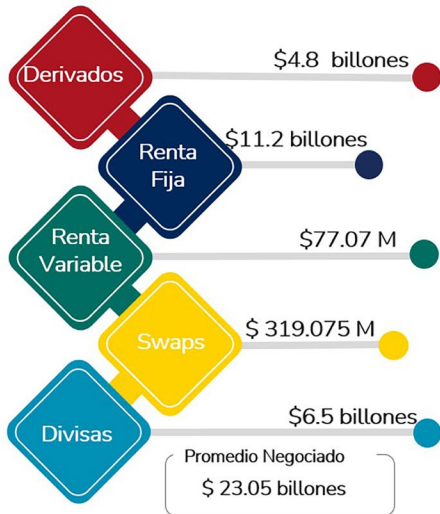 Derivados
$4.8 billones
Renta
Fija
$11.2 billones
Renta
Variable
$77.07 M
Swaps
$ 319.075 M
Divisas
$6.5 billones
Promedio Negociado
$ 23.05 billones